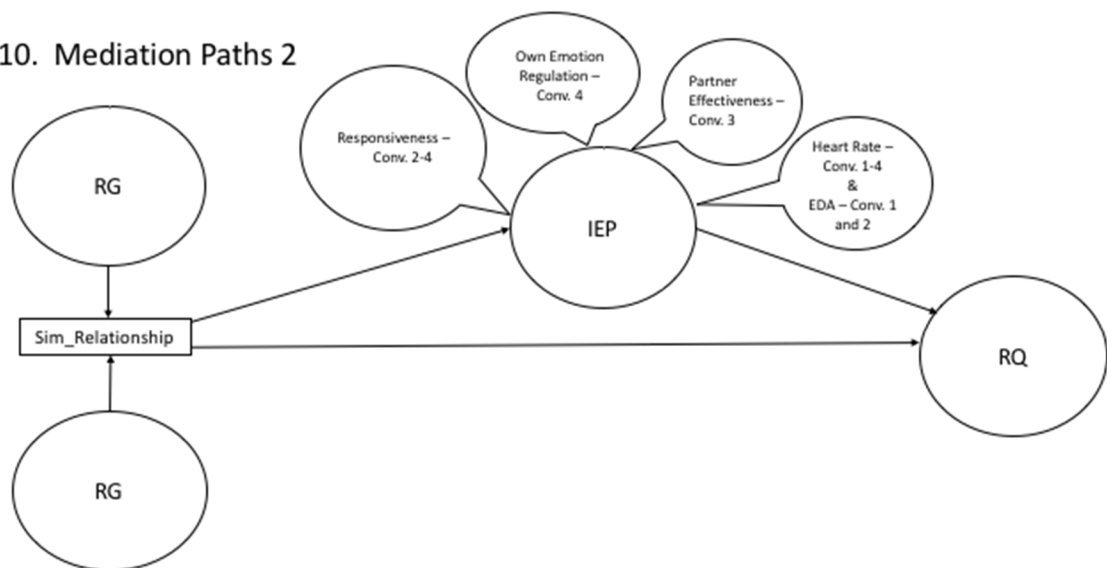 10. Mediation Paths 2
Own Emotion
Regulation –
Conv. 4
Partner
Effectiveness –
Conv. 3
Responsiveness –
Conv. 2-4
Heart Rate –
Conv. 1-4
&
EDA – Conv. 1
and 2
RG
IEP
Sim_Relationship
RQ
RG